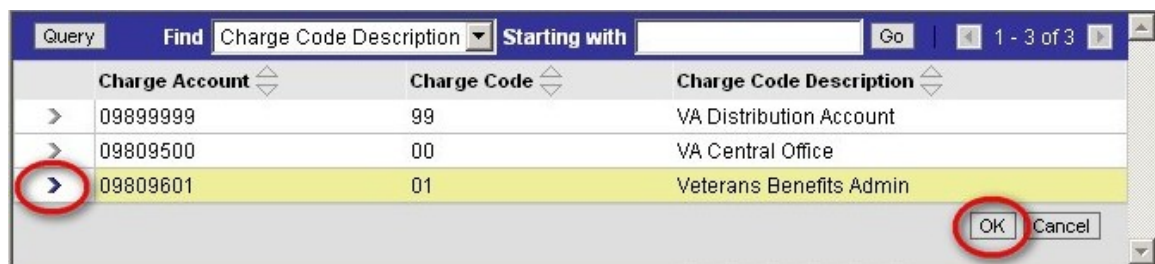 Query Find Charge Code Description Starting with Go 1 - 3 of 3
Charge Account Charge Code Charge Code Description
09899999 99 VA Distribution Account
09809500 00 VA Central Office
09809601 01 Veterans Benefits Admin
OK Cancel